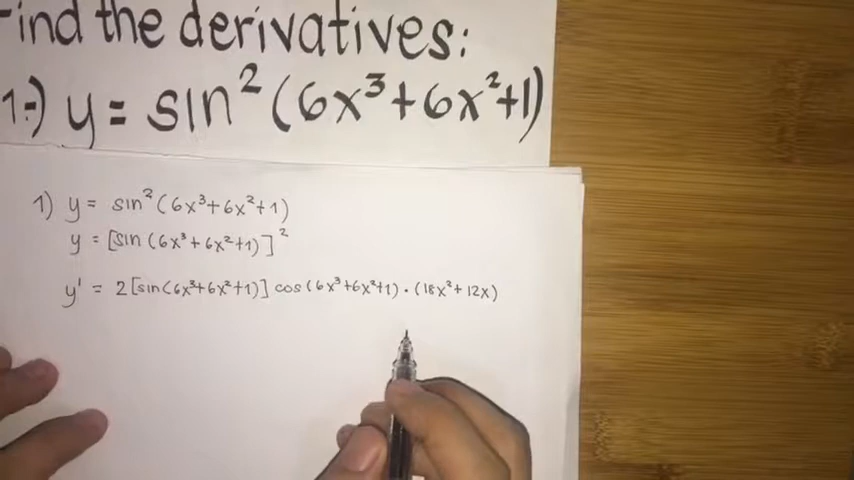 Find the derivatives:
1.) y = sin²(6x³+6x²+1)
1) y = sin²(6x³+6x²+1)
y = [sin(6x³+6x²+1)]²
y' = 2[sin(6x³+6x²+1)] cos(6x³+6x²+1)·(18x²+12x)